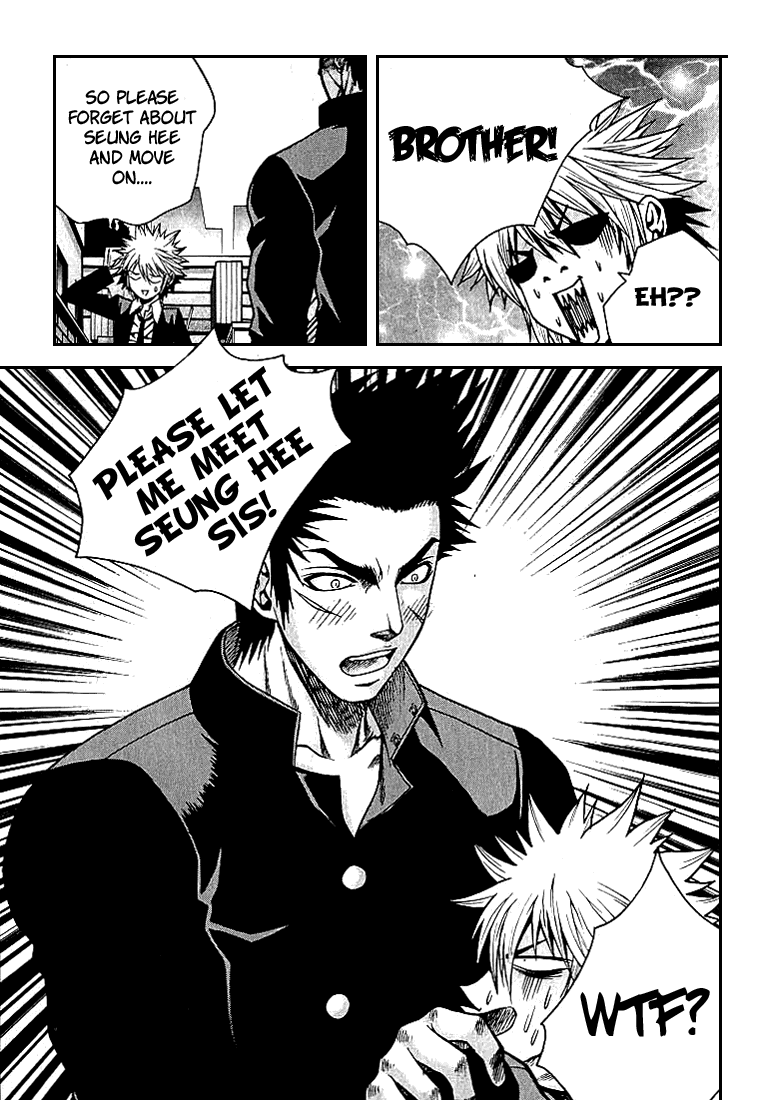 SO PLEASE
FORGET ABOUT
SEUNG HEE
AND MOVE
ON....
BROTHER!
EH??
PLEASE LET
ME MEET
SEUNG HEE
SIS!
WTF?